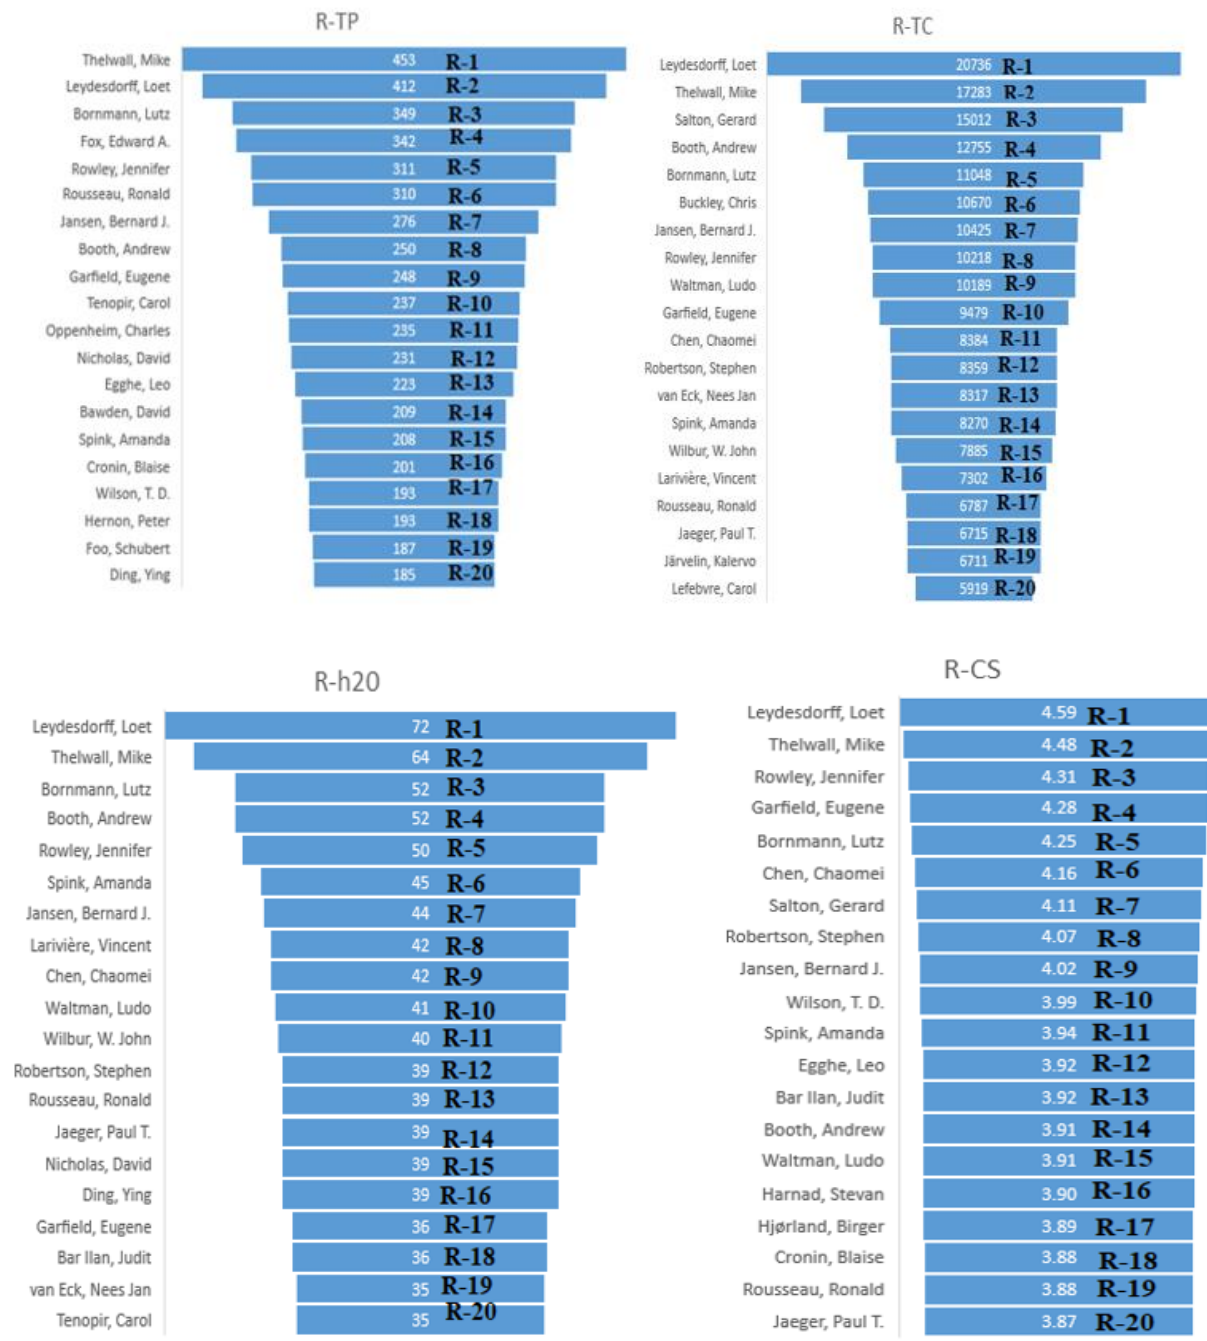 R-TP
Thelwall, Mike 453 R-1
Leydesdorff, Loet 412 R-2
Bornmann, Lutz 349 R-3
Fox, Edward A. 342 R-4
Rowley, Jennifer 311 R-5
Rousseau, Ronald 310 R-6
Jansen, Bernard J. 276 R-7
Booth, Andrew 250 R-8
Garfield, Eugene 248 R-9
Tenopir, Carol 237 R-10
Oppenheim, Charles 235 R-11
Nicholas, David 231 R-12
Egghe, Leo 223 R-13
Bawden, David 209 R-14
Spink, Amanda 208 R-15
Cronin, Blaise 201 R-16
Wilson, T. D. 193 R-17
Hernon, Peter 193 R-18
Foo, Schubert 187 R-19
Ding, Ying 185 R-20
R-TC
Leydesdorff, Loet 20736 R-1
Thelwall, Mike 17283 R-2
Salton, Gerard 15012 R-3
Booth, Andrew 12755 R-4
Bornmann, Lutz 11048 R-5
Buckley, Chris 10670 R-6
Jansen, Bernard J. 10425 R-7
Rowley, Jennifer 10218 R-8
Waltman, Ludo 10189 R-9
Garfield, Eugene 9479 R-10
Chen, Chaomei 8384 R-11
Robertson, Stephen 8359 R-12
van Eck, Nees Jan 8317 R-13
Spink, Amanda 8270 R-14
Wilbur, W. John 7885 R-15
Larivière, Vincent 7302 R-16
Rousseau, Ronald 6787 R-17
Jaeger, Paul T. 6715 R-18
Järvelin, Kalervo 6711 R-19
Lefebvre, Carol 5919 R-20
R-h20
Leydesdorff, Loet 72 R-1
Thelwall, Mike 64 R-2
Bornmann, Lutz 52 R-3
Booth, Andrew 52 R-4
Rowley, Jennifer 50 R-5
Spink, Amanda 45 R-6
Jansen, Bernard J. 44 R-7
Larivière, Vincent 42 R-8
Chen, Chaomei 42 R-9
Waltman, Ludo 41 R-10
Wilbur, W. John 40 R-11
Robertson, Stephen 39 R-12
Rousseau, Ronald 39 R-13
Jaeger, Paul T. 39 R-14
Nicholas, David 39 R-15
Ding, Ying 39 R-16
Garfield, Eugene 36 R-17
Bar Ilan, Judit 36 R-18
van Eck, Nees Jan 35 R-19
Tenopir, Carol 35 R-20
R-CS
Leydesdorff, Loet 4.59 R-1
Thelwall, Mike 4.48 R-2
Rowley, Jennifer 4.31 R-3
Garfield, Eugene 4.28 R-4
Bornmann, Lutz 4.25 R-5
Chen, Chaomei 4.16 R-6
Salton, Gerard 4.11 R-7
Robertson, Stephen 4.07 R-8
Jansen, Bernard J. 4.02 R-9
Wilson, T. D. 3.99 R-10
Spink, Amanda 3.94 R-11
Egghe, Leo 3.92 R-12
Bar Ilan, Judit 3.92 R-13
Booth, Andrew 3.91 R-14
Waltman, Ludo 3.91 R-15
Harnad, Stevan 3.90 R-16
Hjørland, Birger 3.89 R-17
Cronin, Blaise 3.88 R-18
Rousseau, Ronald 3.88 R-19
Jaeger, Paul T. 3.87 R-20